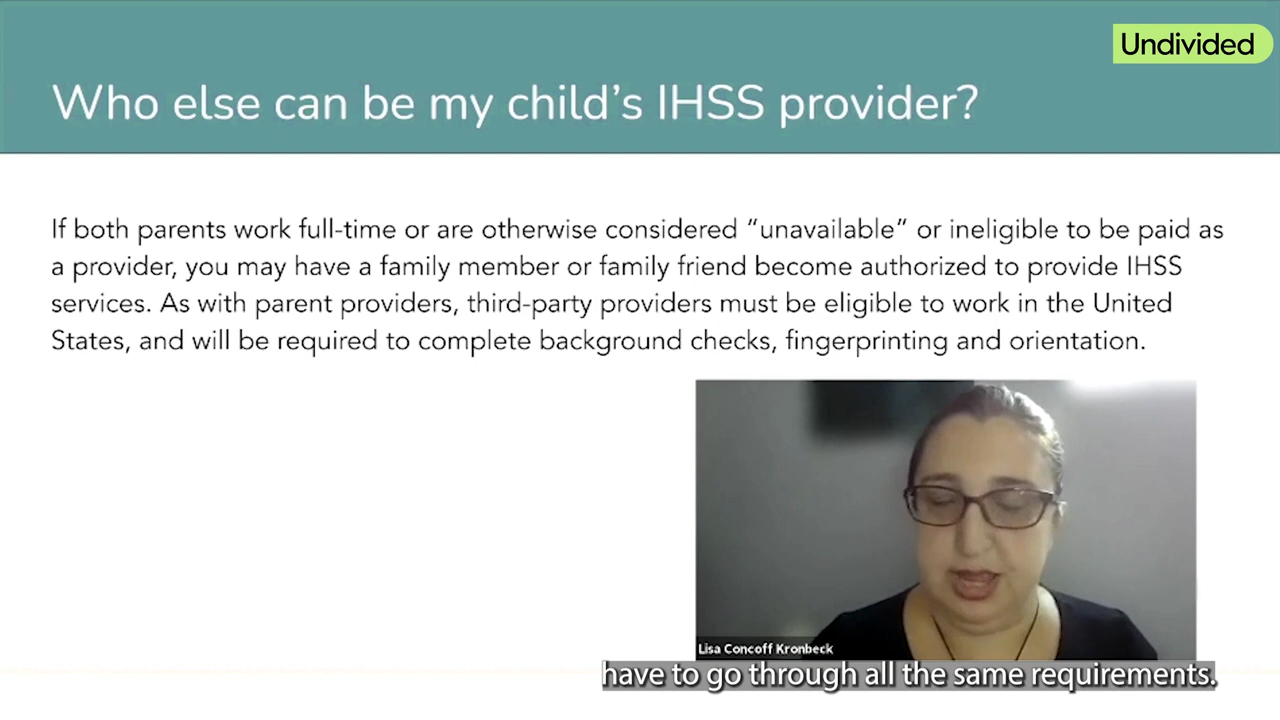 Undivided
Who else can be my child's IHSS provider?
If both parents work full-time or are otherwise considered “unavailable” or ineligible to be paid as
a provider, you may have a family member or family friend become authorized to provide IHSS
services. As with parent providers, third-party providers must be eligible to work in the United
States, and will be required to complete background checks, fingerprinting and orientation.
Lisa Concoff Kronbeck
have to go through all the same requirements.